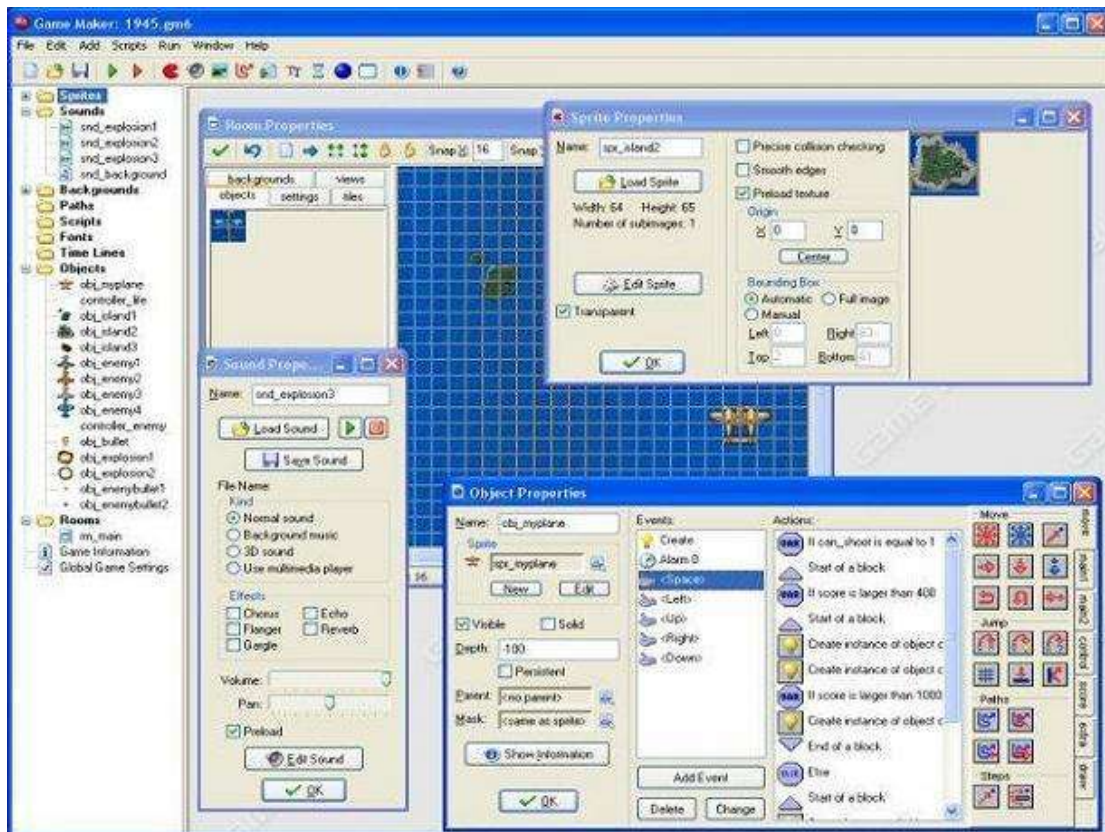 Game Maker: 1945.gm6
File Edit Add Scripts Run Window Help
Sprites
Sounds
snd_explosion1
snd_explosion2
snd_explosion3
snd_background
Backgrounds
Paths
Scripts
Fonts
Time Lines
Objects
obj_myplane
controller_life
obj_island1
obj_island2
obj_island3
obj_enemy1
obj_enemy2
obj_enemy3
obj_enemy4
controller_enemy
obj_bullet
obj_explosion1
obj_explosion2
obj_enemybullet1
obj_enemybullet2
Rooms
rm_main
Game Information
Global Game Settings
Room Properties
Snap X: 16 Snap
backgrounds views
objects settings tiles
16
Sprite Properties
Name: spr_island2
Load Sprite
Width: 64 Height: 65
Number of subimages: 1
Edit Sprite
Transparent
OK
Precise collision checking
Smooth edges
Preload texture
Origin
X 0 Y 0
Center
Bounding Box
Automatic Full image
Manual
Left 0 Right 63
Top 2 Bottom
Sound Prope...
Name: snd_explosion3
Load Sound
Save Sound
File Name:
Kind
Normal sound
Background music
3D sound
Use multimedia player
Effects
Chorus Echo
Flanger Reverb
Gargle
Volume:
Pan:
Preload
Edit Sound
OK
Object Properties
Name: obj_myplane
Sprite
spr_myplane
New Edit
Visible Solid
Depth: -100
Persistent
Parent: <no parent>
Mask: <same as sprite>
Show Information
OK
Events:
Create
Alarm 0
<Space>
<Left>
<Up>
<Right>
<Down>
Add Event
Delete Change
Actions:
If can_shoot is equal to 1
Start of a block
If score is larger than 400
Start of a block
Create instance of object c
Create instance of object c
If score is larger than 1000
Create instance of object c
End of a block
Else
Start of a block
Move
Jump
Paths
Steps
move
main1
main2
control
score
extra
draw